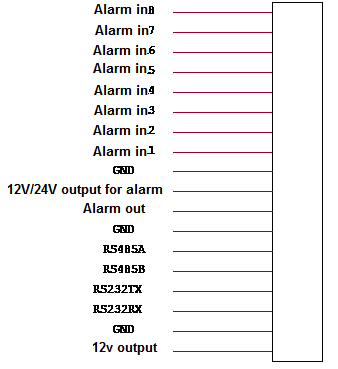 Alarm in8
Alarm in7
Alarm in6
Alarm in5
Alarm in4
Alarm in3
Alarm in2
Alarm in1
GND
12V/24V output for alarm
Alarm out
GND
RS485A
RS485B
RS232TX
RS232RX
GND
12v output